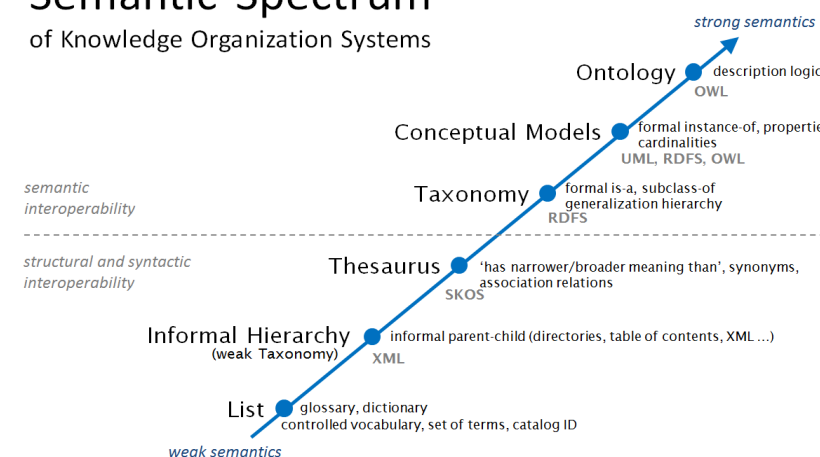 Semantic Spectrum
of Knowledge Organization Systems
strong semantics
Ontology
description logic
OWL
Conceptual Models
formal instance-of, propertie
cardinalities
UML, RDFS, OWL
semantic
interoperability
Taxonomy
formal is-a, subclass-of
generalization hierarchy
RDFS
structural and syntactic
interoperability
Thesaurus
‘has narrower/broader meaning than’, synonyms,
association relations
SKOS
Informal Hierarchy
(weak Taxonomy)
informal parent-child (directories, table of contents, XML ...)
XML
List
glossary, dictionary
controlled vocabulary, set of terms, catalog ID
weak semantics